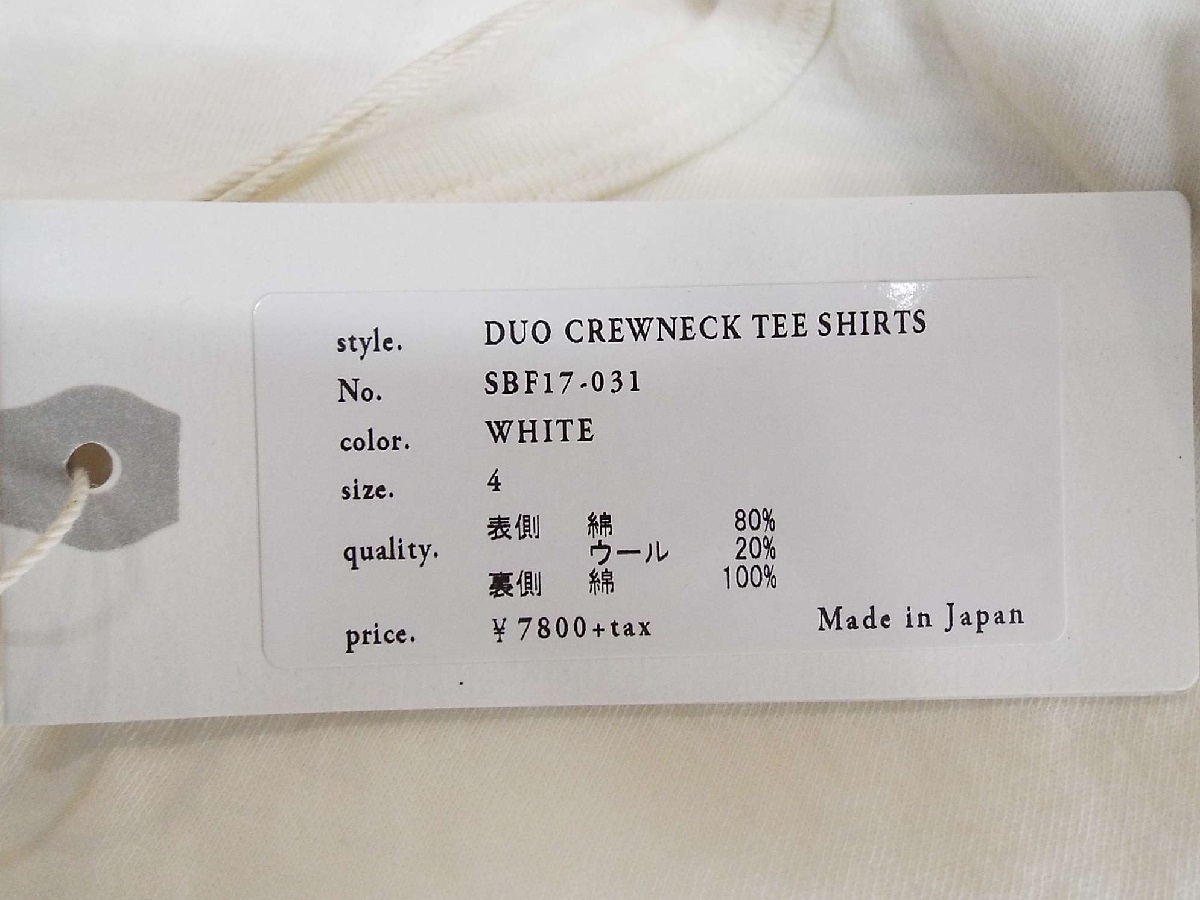 style. DUO CREWNECK TEE SHIRTS
No. SBF17-031
color. WHITE
size. 4
quality. 表側 綿 80%
ウール 20%
裏側 綿 100%
price. ¥7800+tax Made in Japan